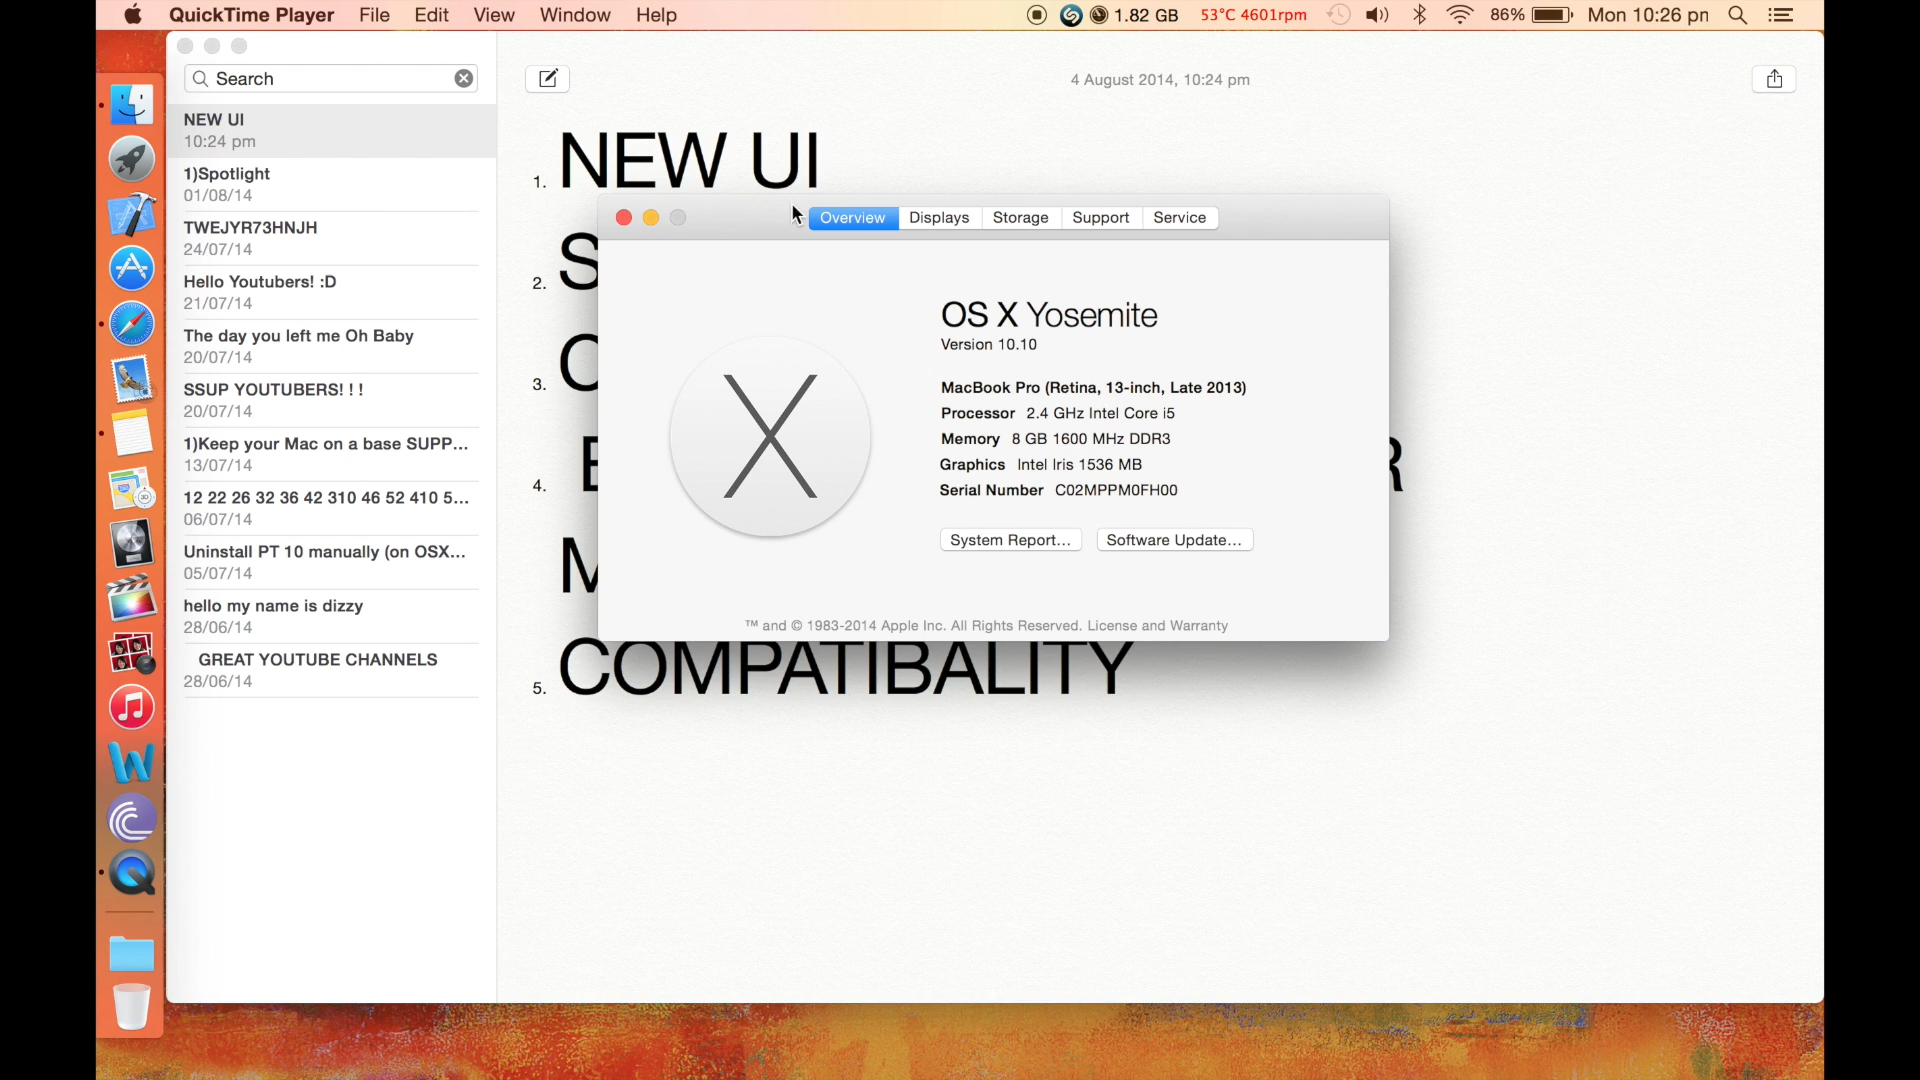 QuickTime Player File Edit View Window Help 1.82 GB 53°C 4601rpm 86% Mon 10:26 pm
Search
NEW UI
10:24 pm
1)Spotlight
01/08/14
TWEJYR73HNJH
24/07/14
Hello Youtubers! :D
21/07/14
The day you left me Oh Baby
20/07/14
SSUP YOUTUBERS! ! !
20/07/14
1)Keep your Mac on a base SUPP...
13/07/14
12 22 26 32 36 42 310 46 52 410 5...
06/07/14
Uninstall PT 10 manually (on OSX...
05/07/14
hello my name is dizzy
28/06/14
GREAT YOUTUBE CHANNELS
28/06/14
4 August 2014, 10:24 pm
1. NEW UI
2. S
3.
4. R
M
5. COMPATIBALITY
Overview Displays Storage Support Service
OS X Yosemite
Version 10.10
MacBook Pro (Retina, 13-inch, Late 2013)
Processor 2.4 GHz Intel Core i5
Memory 8 GB 1600 MHz DDR3
Graphics Intel Iris 1536 MB
Serial Number C02MPPM0FH00
System Report... Software Update...
™ and © 1983-2014 Apple Inc. All Rights Reserved. License and Warranty